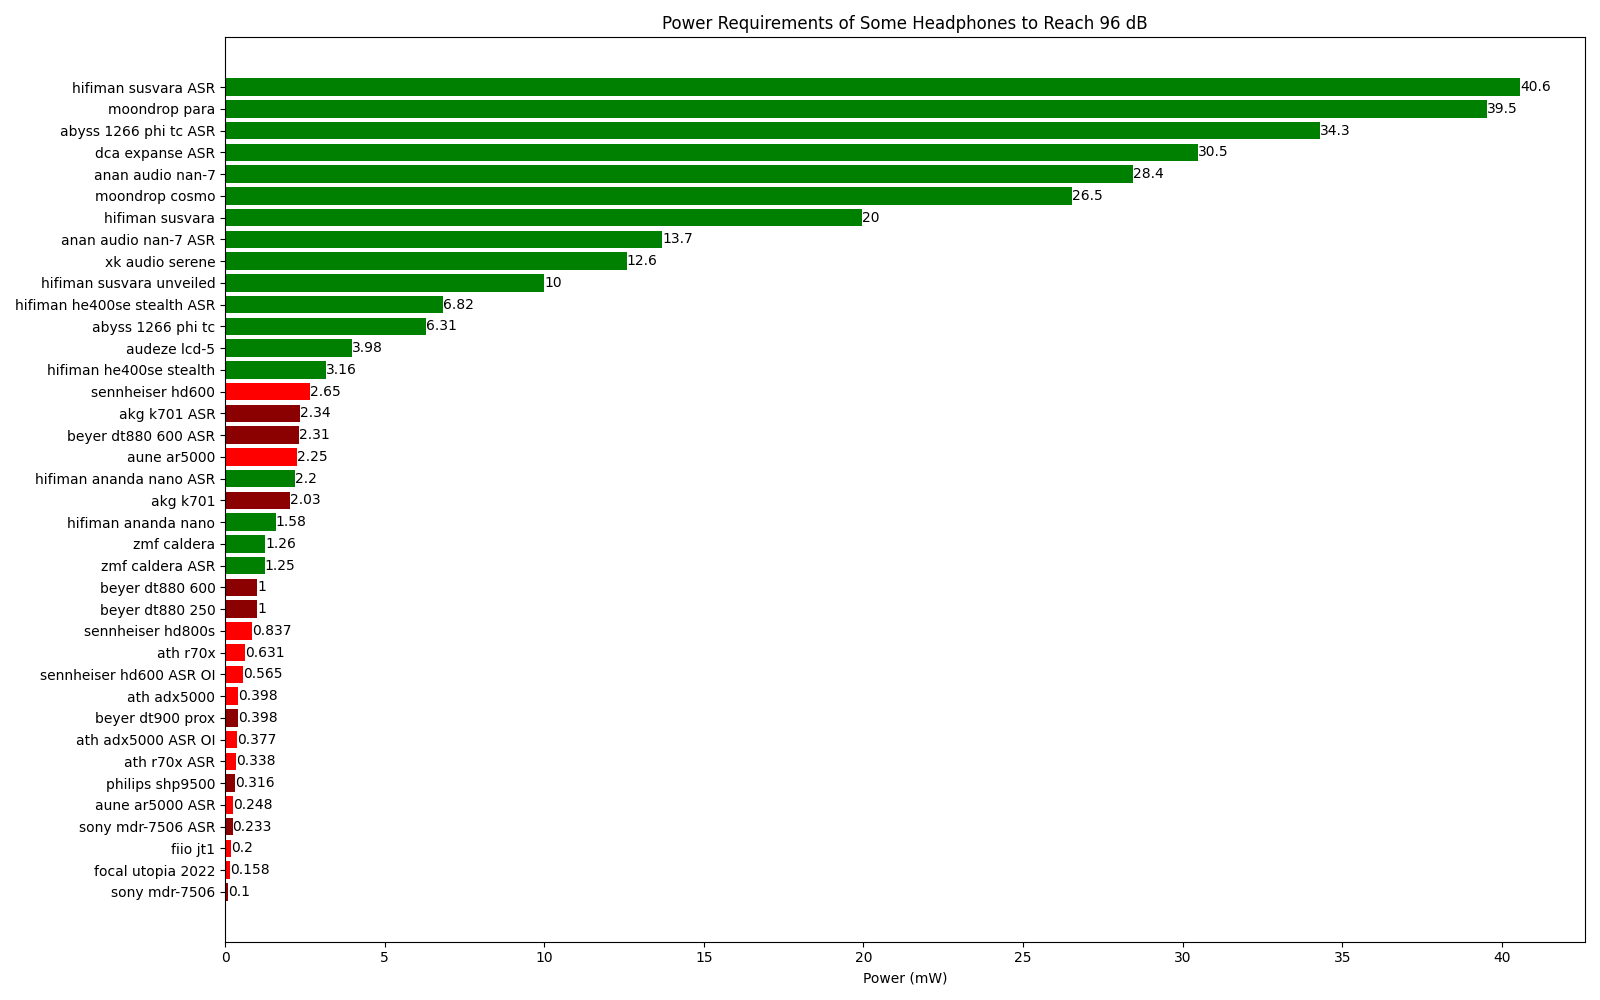 Power Requirements of Some Headphones to Reach 96 dB
hifiman susvara ASR 40.6
moondrop para 39.5
abyss 1266 phi tc ASR 34.3
dca expanse ASR 30.5
anan audio nan-7 28.4
moondrop cosmo 26.5
hifiman susvara 20
anan audio nan-7 ASR 13.7
xk audio serene 12.6
hifiman susvara unveiled 10
hifiman he400se stealth ASR 6.82
abyss 1266 phi tc 6.31
audeze lcd-5 3.98
hifiman he400se stealth 3.16
sennheiser hd600 2.65
akg k701 ASR 2.34
beyer dt880 600 ASR 2.31
aune ar5000 2.25
hifiman ananda nano ASR 2.2
akg k701 2.03
hifiman ananda nano 1.58
zmf caldera 1.26
zmf caldera ASR 1.25
beyer dt880 600 1
beyer dt880 250 1
sennheiser hd800s 0.837
ath r70x 0.631
sennheiser hd600 ASR OI 0.565
ath adx5000 0.398
beyer dt900 prox 0.398
ath adx5000 ASR OI 0.377
ath r70x ASR 0.338
philips shp9500 0.316
aune ar5000 ASR 0.248
sony mdr-7506 ASR 0.233
fiio jt1 0.2
focal utopia 2022 0.158
sony mdr-7506 0.1
0 5 10 15 20 25 30 35 40
Power (mW)